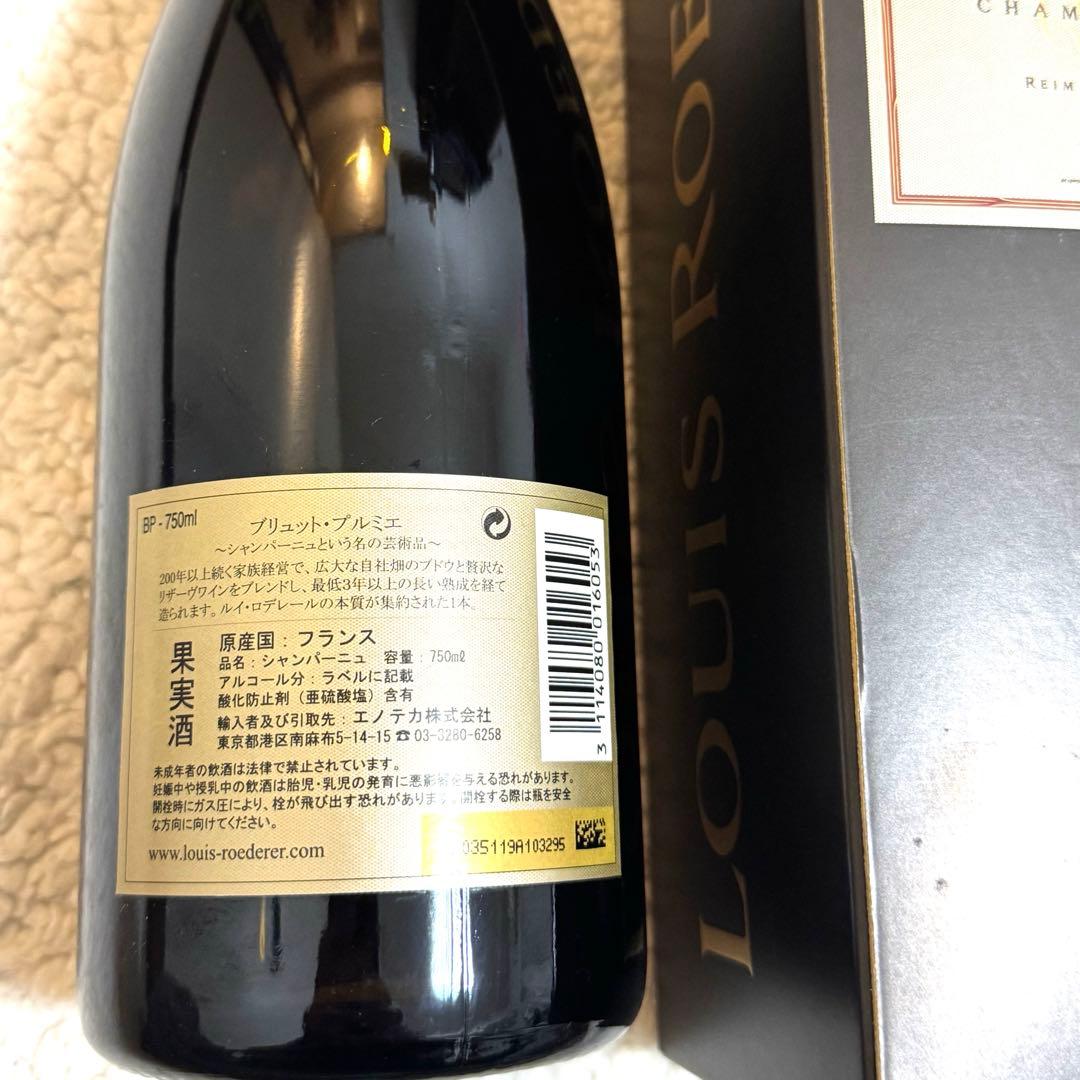 BP - 750ml
ブリュット・プルミエ
~シャンパーニュという名の芸術品~
200年以上続く家族経営で、広大な自社畑のブドウと贅沢な
リザーヴワインをブレンドし、最低3年以上の長い熟成を経て
造られます。ルイ・ロデレールの本質が集約された1本。
果実酒
原産国:フランス
品名:シャンパーニュ 容量:750mℓ
アルコール分:ラベルに記載
酸化防止剤(亜硫酸塩)含有
輸入者及び引取先:エノテカ株式会社
東京都港区南麻布5-14-15 ☎03-3280-6258
未成年者の飲酒は法律で禁止されています。
妊娠中や授乳中の飲酒は胎児・乳児の発育に悪影響を与える恐れがあります。
開栓時にガス圧により、栓が飛び出す恐れがあります。開栓する際は瓶を安全
な方向に向けてください。
www.louis-roederer.com
035119A103295
3 114080 016053
LOUIS ROE
CHAM
REIM